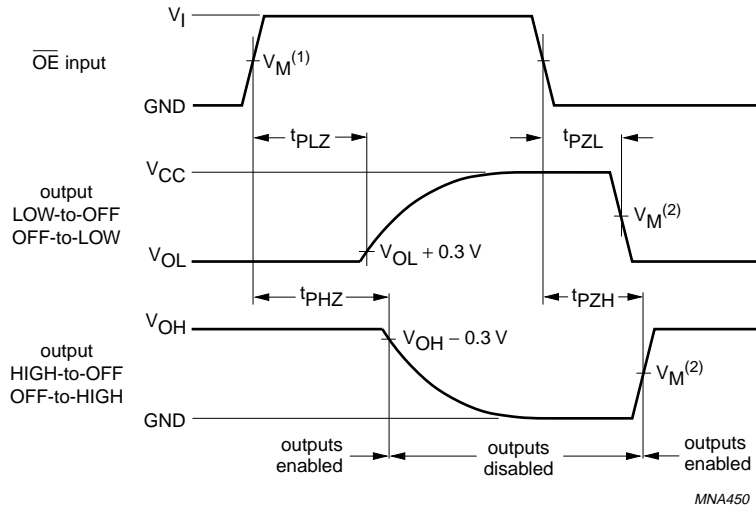 V_I
OE input
V_M(1)
GND
t_PLZ
t_PZL
V_CC
output
LOW-to-OFF
OFF-to-LOW
V_M(2)
V_OL + 0.3 V
V_OL
t_PHZ
t_PZH
V_OH
V_OH − 0.3 V
output
HIGH-to-OFF
OFF-to-HIGH
V_M(2)
GND
outputs
enabled
outputs
disabled
outputs
enabled
MNA450